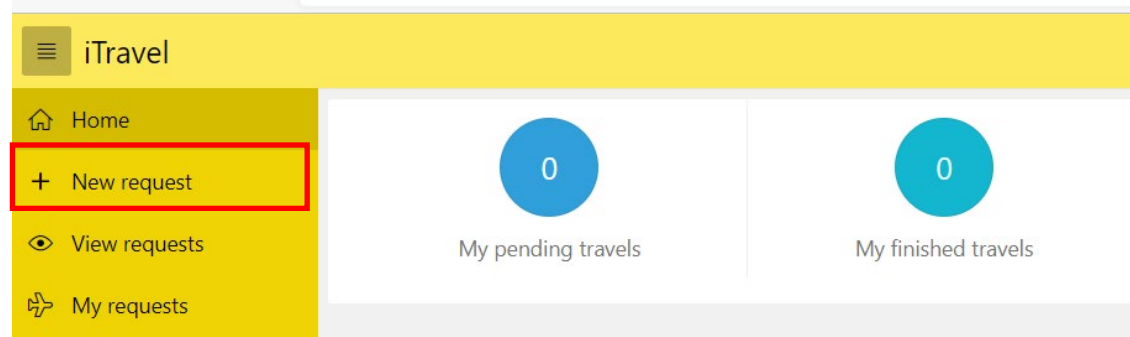 iTravel
Home
New request
View requests
My requests
0
My pending travels
0
My finished travels